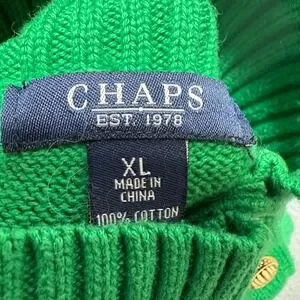 CHAPS
EST. 1978
XL
MADE IN
CHINA
100% COTTON